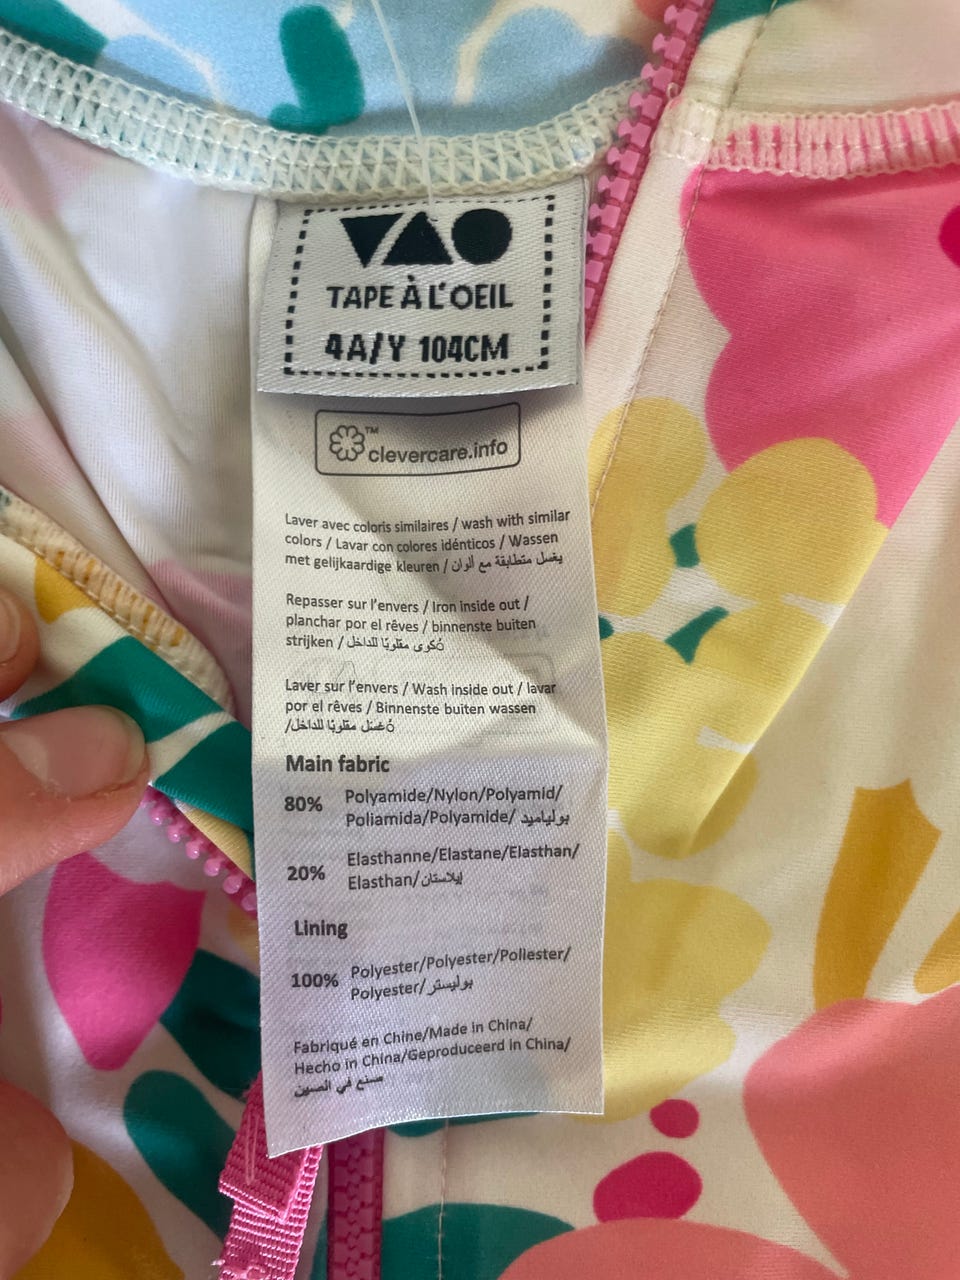 TAO
TAPE À L'OEIL
4A/Y 104CM
clevercare.info™
Laver avec coloris similaires / wash with similar
colors / Lavar con colores idénticos / Wassen
met gelijkaardige kleuren / يغسل متطابقة مع ألوان
Repasser sur l'envers / Iron inside out /
planchar por el rêves / binnenste buiten
strijken / كوى مقلوبًا للداخل
Laver sur l'envers / Wash inside out / lavar
por el rêves / Binnenste buiten wassen
/غسل مقلوبًا للداخل
Main fabric
80% Polyamide/Nylon/Polyamid/
Poliamida/Polyamide/ بولياميد
20% Elasthanne/Elastane/Elasthan/
Elasthan/إيلاستان
Lining
100% Polyester/Polyester/Poliester/
Polyester/بوليستر
Fabriqué en Chine/Made in China/
Hecho in China/Geproduceerd in China/
صنع في الصين